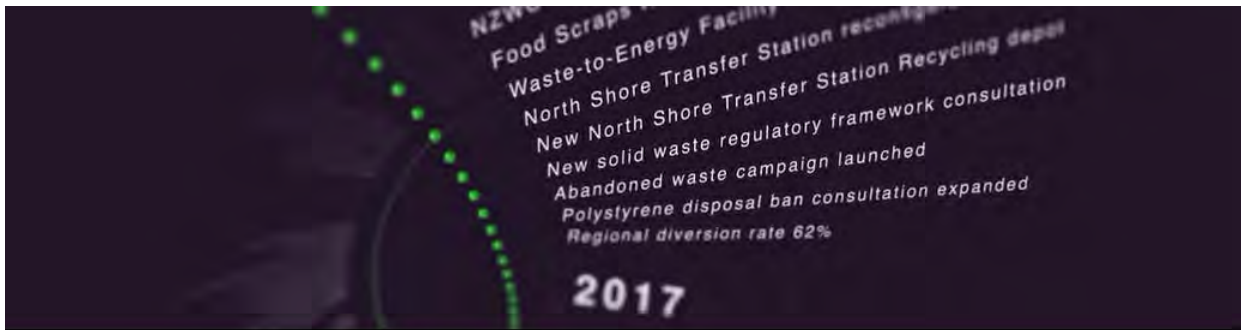 NZWC
Food Scraps
Waste-to-Energy Facility
North Shore Transfer Station
New North Shore Transfer Station Recycling depot
New solid waste regulatory framework consultation
Abandoned waste campaign launched
Polystyrene disposal ban consultation expanded
Regional diversion rate 62%
2017